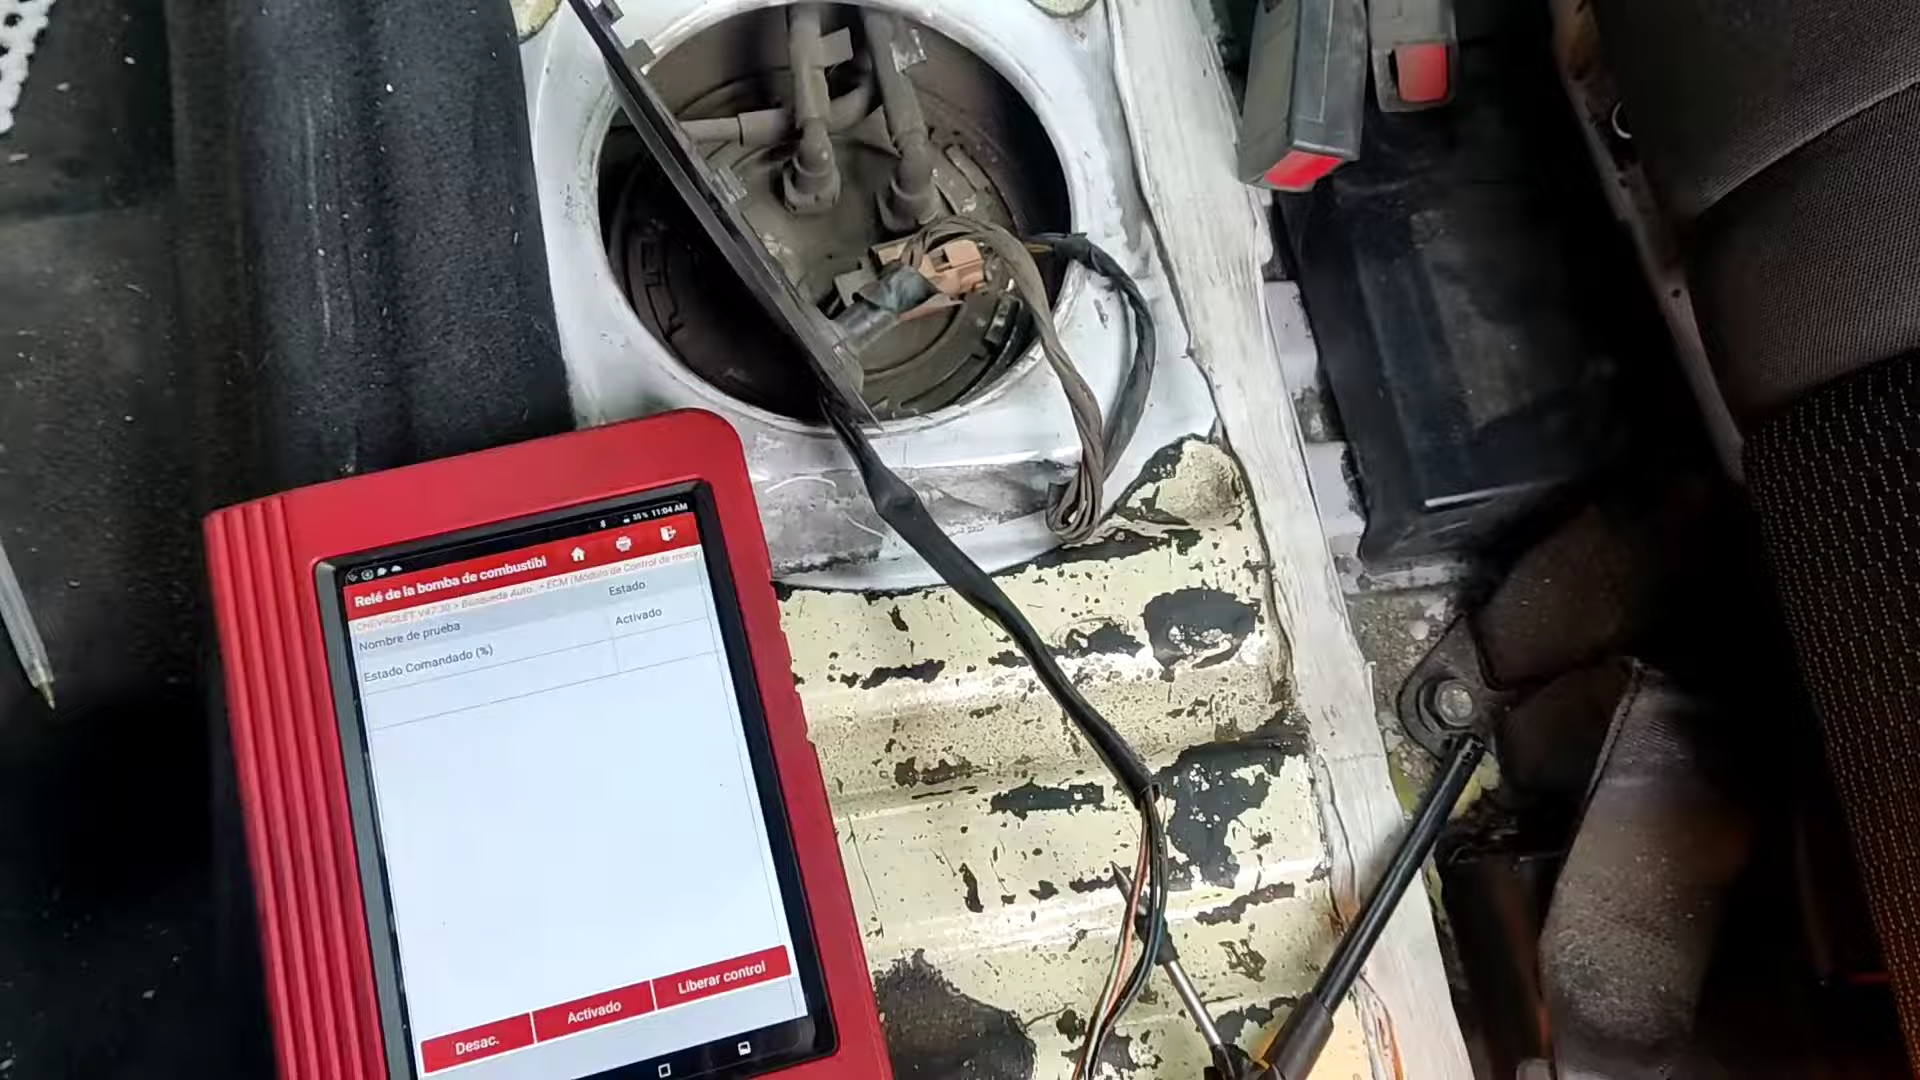 35% 11:04 AM
Relé de la bomba de combustibl
CHEVROLET V47.30 > Búsqueda Auto.. • ECM (Módulo de Control de motor
Nombre de prueba Estado
Estado Comandado (%) Activado
Desac. Activado Liberar control